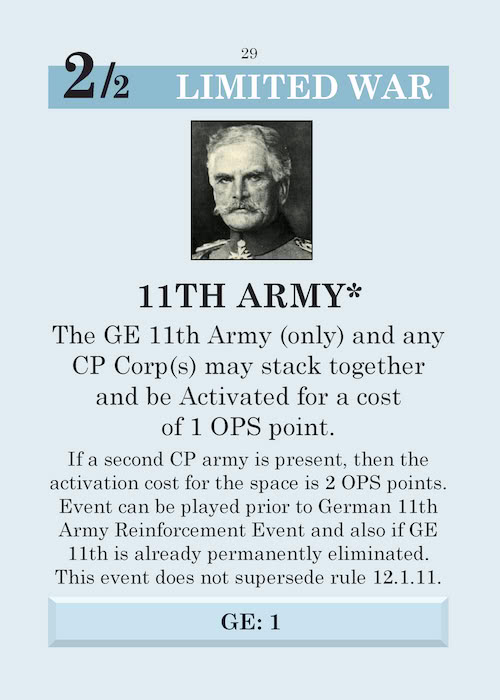 29
2/2 LIMITED WAR
11TH ARMY*
The GE 11th Army (only) and any
CP Corp(s) may stack together
and be Activated for a cost
of 1 OPS point.
If a second CP army is present, then the
activation cost for the space is 2 OPS points.
Event can be played prior to German 11th
Army Reinforcement Event and also if GE
11th is already permanently eliminated.
This event does not supersede rule 12.1.11.
GE: 1